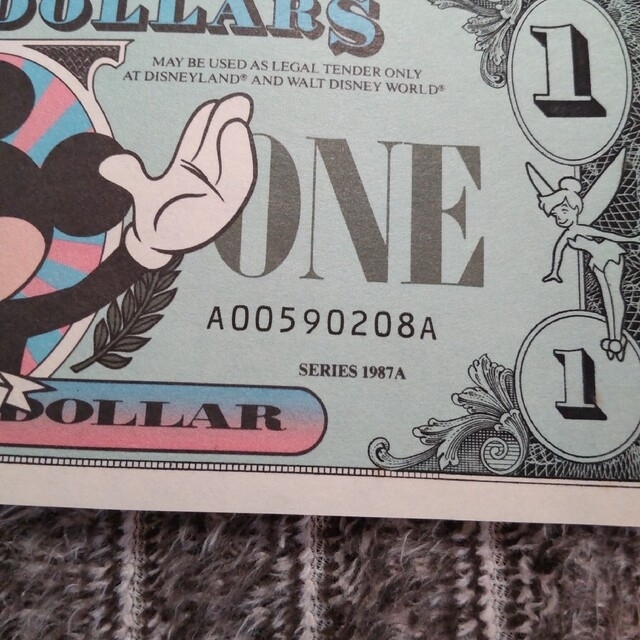 DOLLARS
1
MAY BE USED AS LEGAL TENDER ONLY
AT DISNEYLAND® AND WALT DISNEY WORLD®
ONE
A00590208A
SERIES 1987A
DOLLAR
1